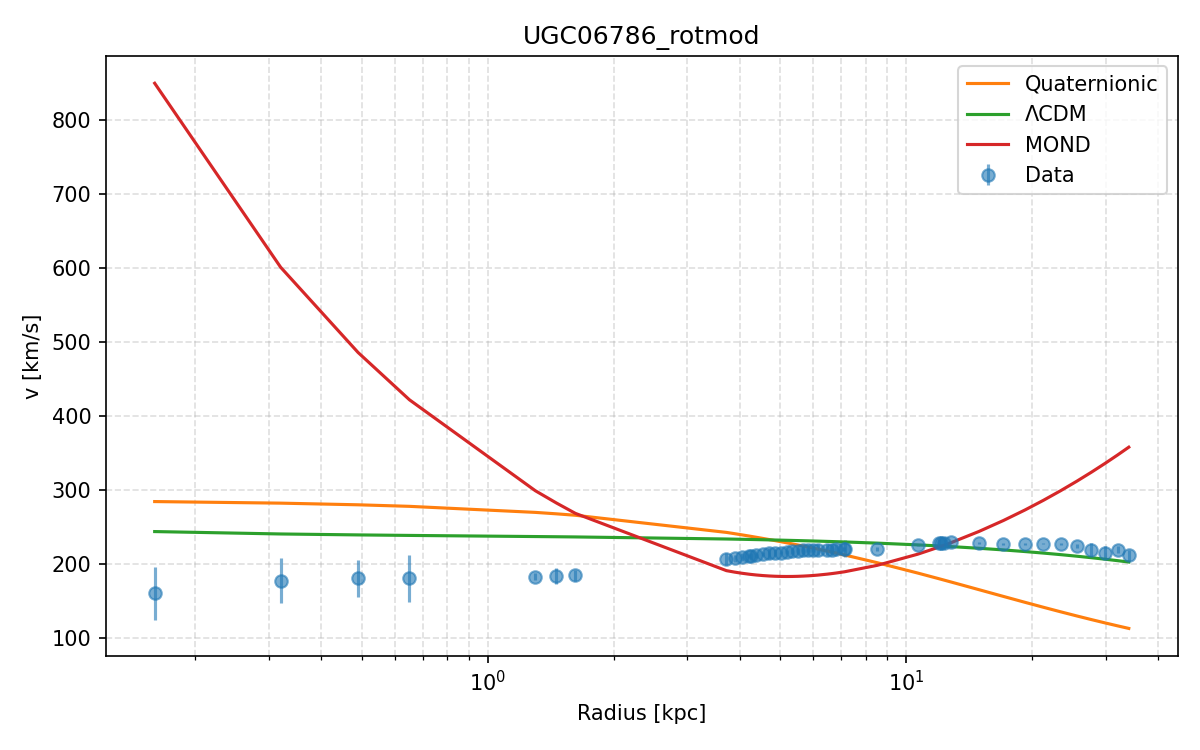 UGC06786_rotmod
Quaternionic
ΛCDM
MOND
Data
800
700
600
500
400
300
200
100
v [km/s]
10⁰
10¹
Radius [kpc]